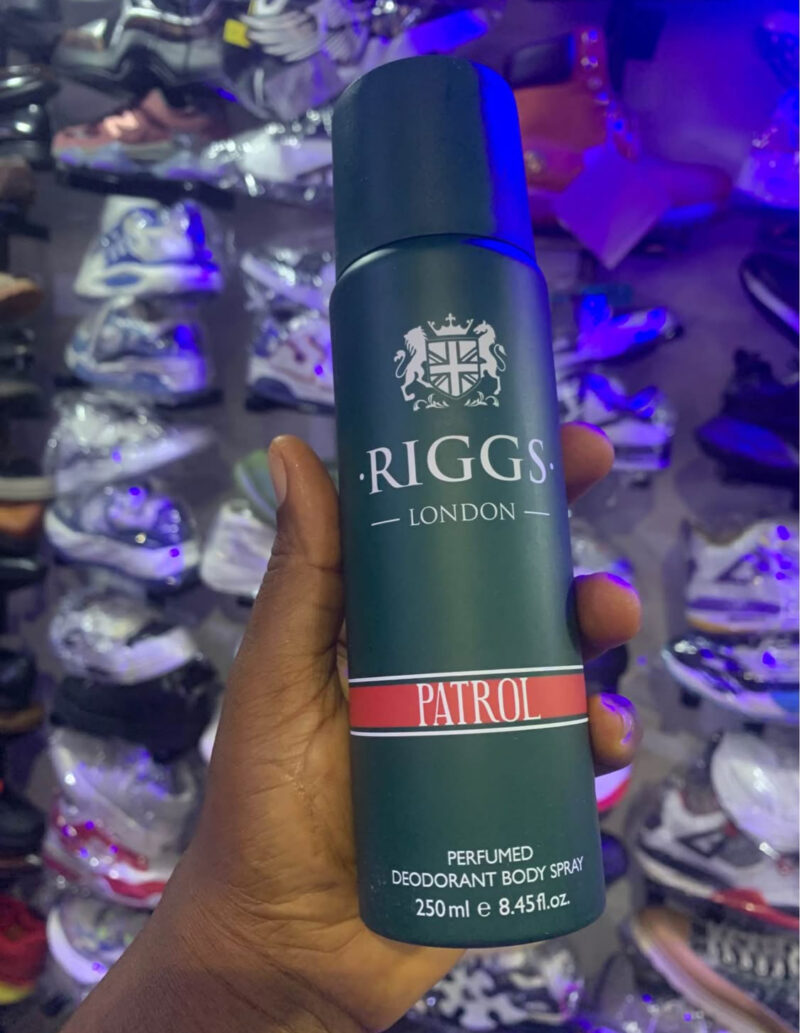 ·RIGGS·
— LONDON —
PATROL
PERFUMED
DEODORANT BODY SPRAY
250ml e 8.45fl.oz.